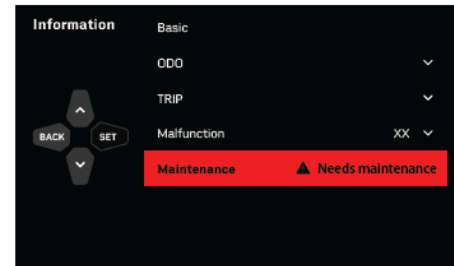 Information
Basic
ODO
TRIP
BACK SET
Malfunction XX
Maintenance Needs maintenance